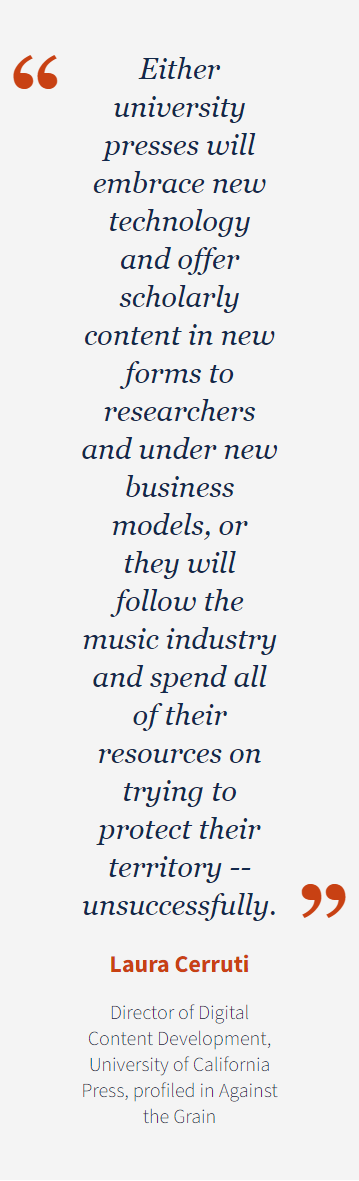 “ Either
university
presses will
embrace new
technology
and offer
scholarly
content in new
forms to
researchers
and under new
business
models, or
they will
follow the
music industry
and spend all
of their
resources on
trying to
protect their
territory --
unsuccessfully. ”
Laura Cerruti
Director of Digital
Content Development,
University of California
Press, profiled in Against
the Grain